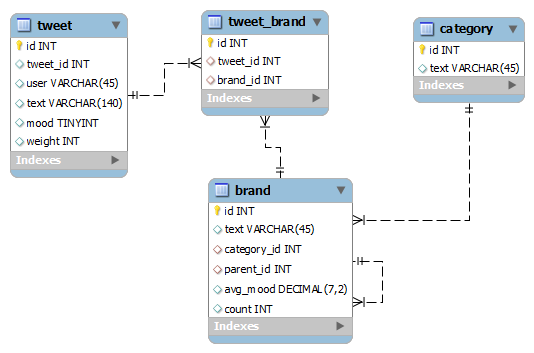 tweet
id INT
tweet_id INT
user VARCHAR(45)
text VARCHAR(140)
mood TINYINT
weight INT
Indexes
tweet_brand
id INT
tweet_id INT
brand_id INT
Indexes
category
id INT
text VARCHAR(45)
Indexes
brand
id INT
text VARCHAR(45)
category_id INT
parent_id INT
avg_mood DECIMAL(7,2)
count INT
Indexes